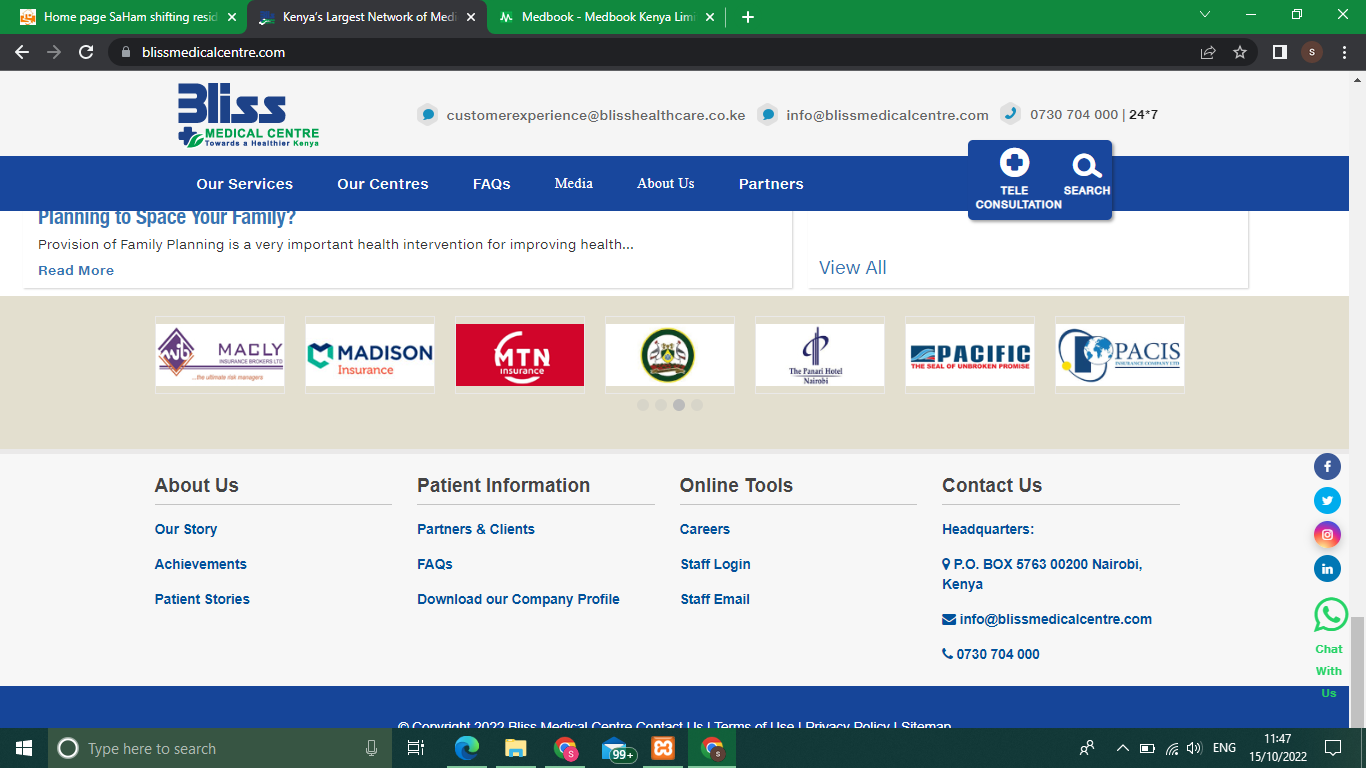 Home page SaHam shifting resid
Kenya's Largest Network of Medi
Medbook - Medbook Kenya Limi
blissmedicalcentre.com
S
Bliss
MEDICAL CENTRE
Towards a Healthier Kenya
customerexperience@blisshealthcare.co.ke
info@blissmedicalcentre.com
0730 704 000 | 24*7
Our Services
Our Centres
FAQs
Media
About Us
Partners
TELE
CONSULTATION
SEARCH
Planning to Space Your Family?
Provision of Family Planning is a very important health intervention for improving health...
Read More
View All
MACLY
INSURANCE BROKERS LTD
...the ultimate risk managers
MADISON
Insurance
MTN
insurance
The Panari Hotel
Nairobi
PACIFIC
THE SEAL OF UNBROKEN PROMISE
PACIS
INSURANCE COMPANY LTD
About Us
Our Story
Achievements
Patient Stories
Patient Information
Partners & Clients
FAQs
Download our Company Profile
Online Tools
Careers
Staff Login
Staff Email
Contact Us
Headquarters:
P.O. BOX 5763 00200 Nairobi,
Kenya
info@blissmedicalcentre.com
0730 704 000
Chat
With
Us
© Copyright 2022 Bliss Medical Centre Contact Us | Terms of Use | Privacy Policy | Sitemap
Type here to search
99+
ENG
11:47
15/10/2022